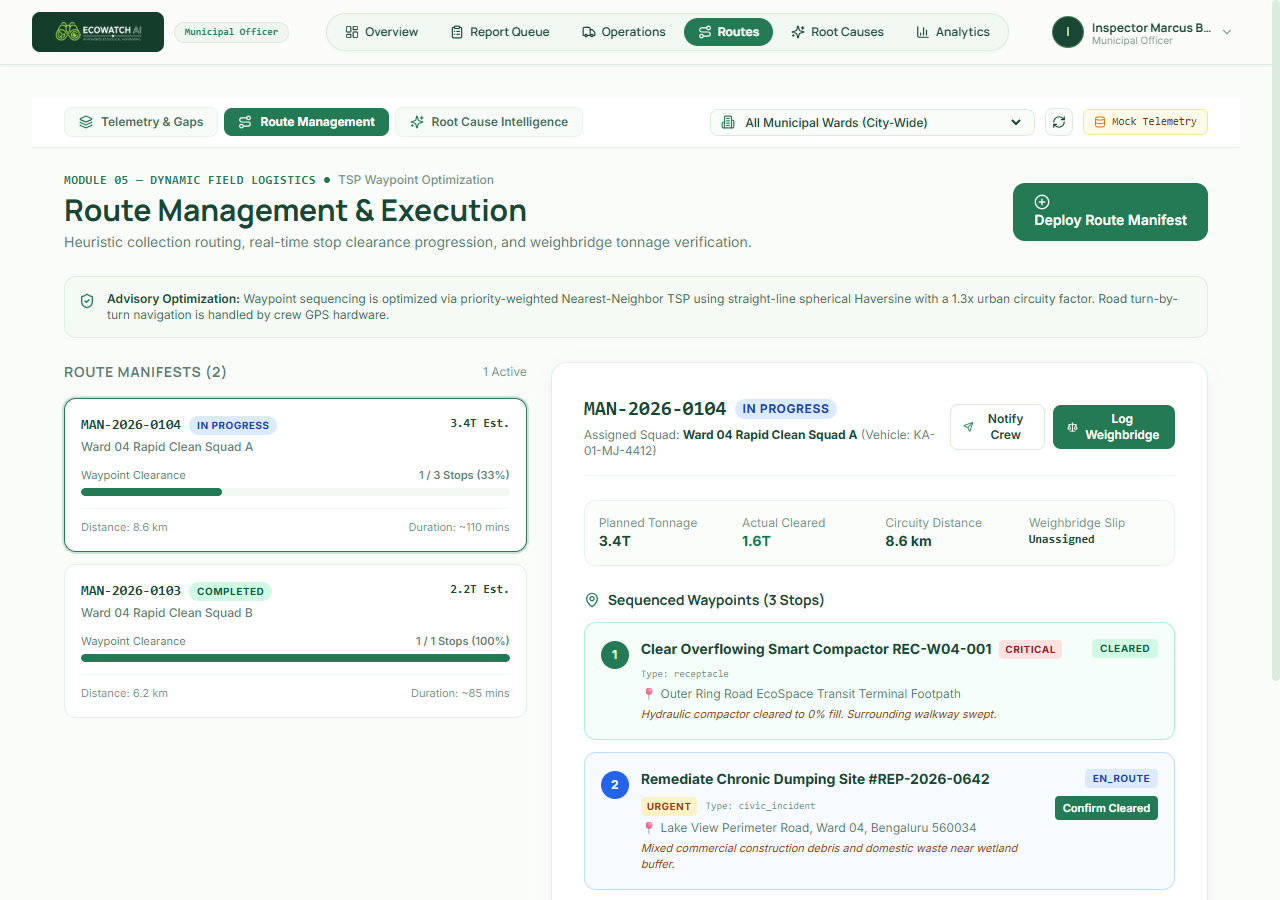 ECOWATCH AI
Municipal Officer
Overview
Report Queue
Operations
Routes
Root Causes
Analytics
I
Inspector Marcus B...
Municipal Officer
Telemetry & Gaps
Route Management
Root Cause Intelligence
All Municipal Wards (City-Wide)
Mock Telemetry
MODULE 05 — DYNAMIC FIELD LOGISTICS ● TSP Waypoint Optimization
Route Management & Execution
Heuristic collection routing, real-time stop clearance progression, and weighbridge tonnage verification.
Deploy Route Manifest
Advisory Optimization: Waypoint sequencing is optimized via priority-weighted Nearest-Neighbor TSP using straight-line spherical Haversine with a 1.3x urban circuity factor. Road turn-by-
turn navigation is handled by crew GPS hardware.
ROUTE MANIFESTS (2)
1 Active
MAN-2026-0104 IN PROGRESS 3.4T Est.
Ward 04 Rapid Clean Squad A
Waypoint Clearance 1 / 3 Stops (33%)
Distance: 8.6 km Duration: ~110 mins
MAN-2026-0103 COMPLETED 2.2T Est.
Ward 04 Rapid Clean Squad B
Waypoint Clearance 1 / 1 Stops (100%)
Distance: 6.2 km Duration: ~85 mins
MAN-2026-0104 IN PROGRESS
Assigned Squad: Ward 04 Rapid Clean Squad A (Vehicle: KA-
01-MJ-4412)
Notify
Crew
Log
Weighbridge
Planned Tonnage
3.4T
Actual Cleared
1.6T
Circuity Distance
8.6 km
Weighbridge Slip
Unassigned
Sequenced Waypoints (3 Stops)
1
Clear Overflowing Smart Compactor REC-W04-001 CRITICAL
CLEARED
Type: receptacle
Outer Ring Road EcoSpace Transit Terminal Footpath
Hydraulic compactor cleared to 0% fill. Surrounding walkway swept.
2
Remediate Chronic Dumping Site #REP-2026-0642
EN_ROUTE
URGENT Type: civic_incident
Confirm Cleared
Lake View Perimeter Road, Ward 04, Bengaluru 560034
Mixed commercial construction debris and domestic waste near wetland
buffer.